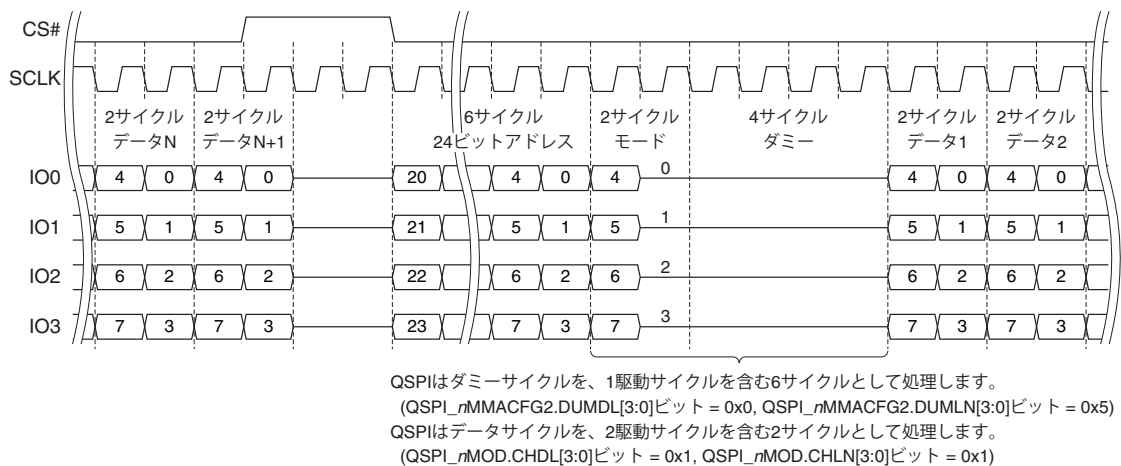 CS#
SCLK
2サイクル 2サイクル 6サイクル 2サイクル 4サイクル 2サイクル 2サイクル
データN データN+1 24ビットアドレス モード ダミー データ1 データ2
IO0 4 0 4 0 20 4 0 4 0 4 0 4 0
IO1 5 1 5 1 21 5 1 5 1 5 1 5 1
IO2 6 2 6 2 22 6 2 6 2 6 2 6 2
IO3 7 3 7 3 23 7 3 7 3 7 3 7 3
QSPIはダミーサイクルを、1駆動サイクルを含む6サイクルとして処理します。
(QSPI_nMMACFG2.DUMDL[3:0]ビット = 0x0, QSPI_nMMACFG2.DUMLN[3:0]ビット = 0x5)
QSPIはデータサイクルを、2駆動サイクルを含む2サイクルとして処理します。
(QSPI_nMOD.CHDL[3:0]ビット = 0x1, QSPI_nMOD.CHLN[3:0]ビット = 0x1)